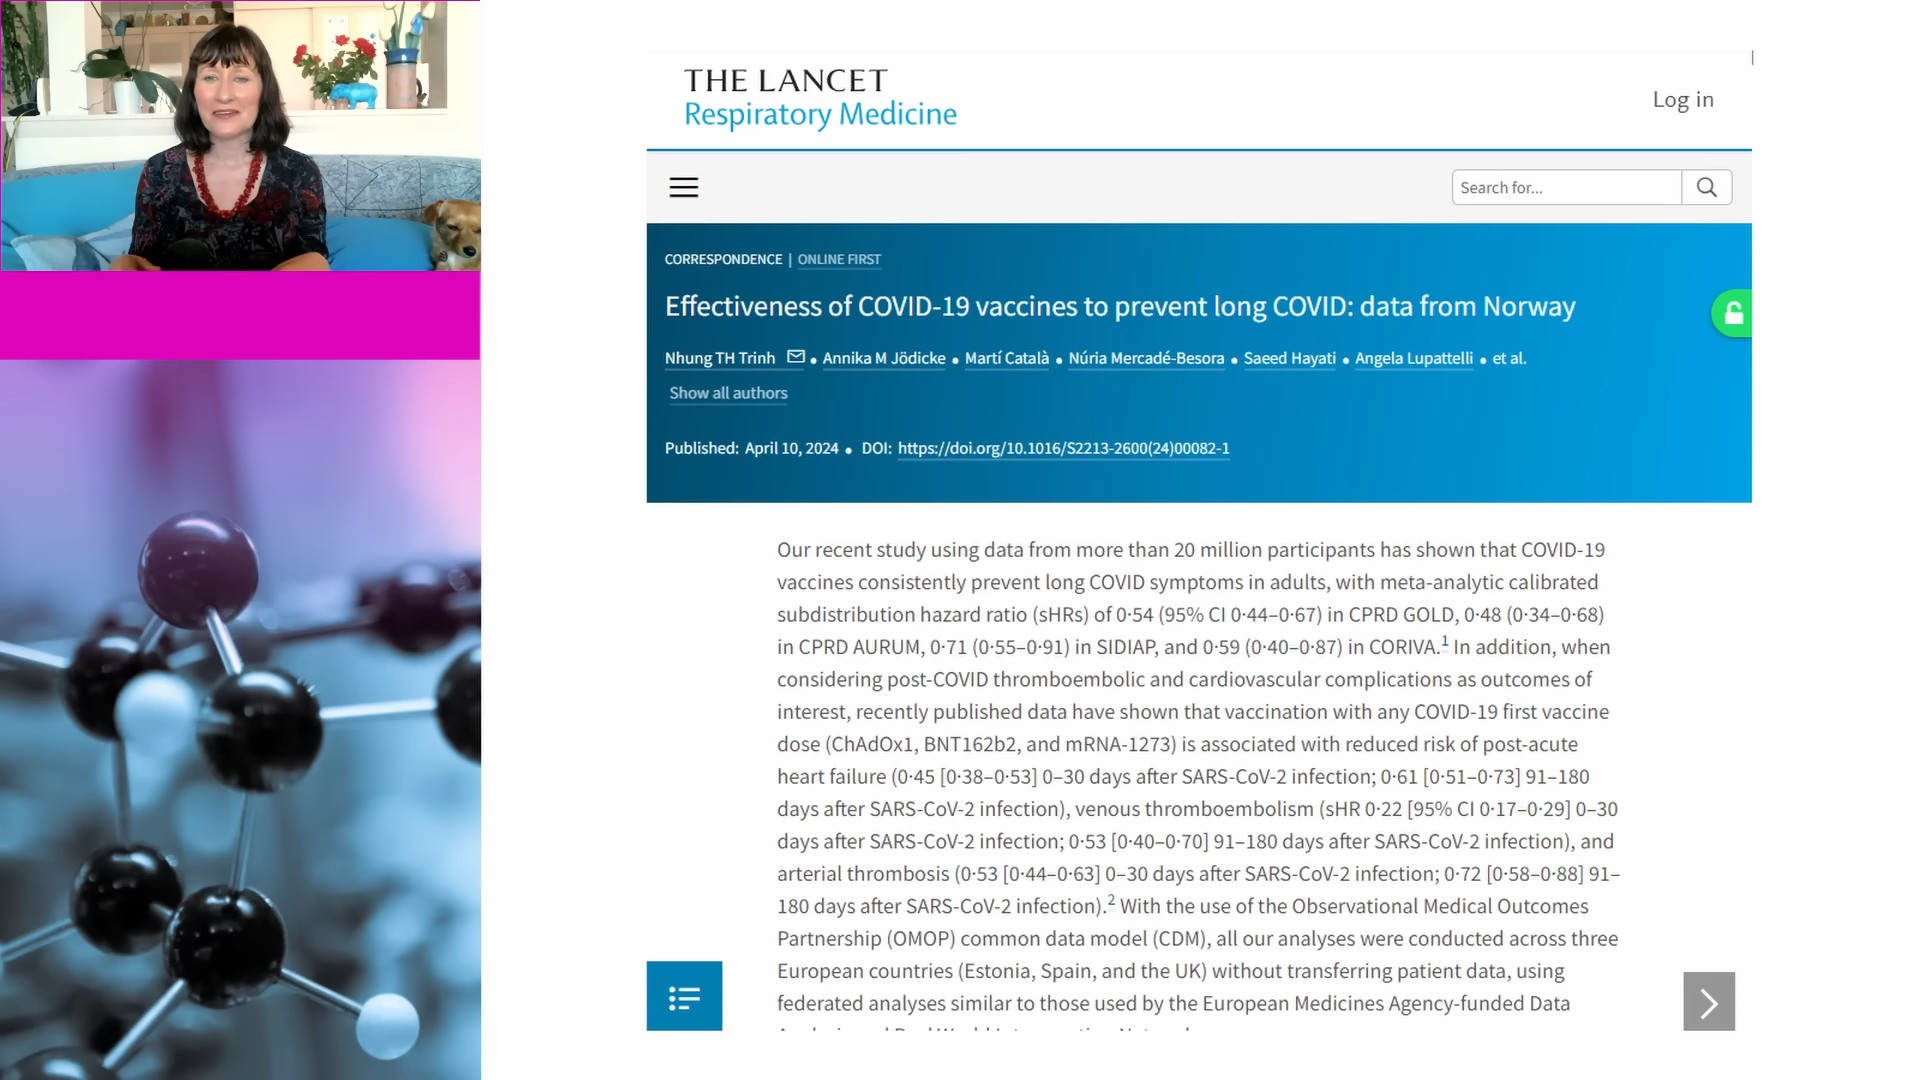 THE LANCET
Respiratory Medicine
Log in
Search for...
CORRESPONDENCE | ONLINE FIRST
Effectiveness of COVID-19 vaccines to prevent long COVID: data from Norway
Nhung TH Trinh • Annika M Jödicke • Martí Català • Núria Mercadé-Besora • Saeed Hayati • Angela Lupattelli • et al.
Show all authors
Published: April 10, 2024 • DOI: https://doi.org/10.1016/S2213-2600(24)00082-1
Our recent study using data from more than 20 million participants has shown that COVID-19
vaccines consistently prevent long COVID symptoms in adults, with meta-analytic calibrated
subdistribution hazard ratio (sHRs) of 0·54 (95% CI 0·44–0·67) in CPRD GOLD, 0·48 (0·34–0·68)
in CPRD AURUM, 0·71 (0·55–0·91) in SIDIAP, and 0·59 (0·40–0·87) in CORIVA.1 In addition, when
considering post-COVID thromboembolic and cardiovascular complications as outcomes of
interest, recently published data have shown that vaccination with any COVID-19 first vaccine
dose (ChAdOx1, BNT162b2, and mRNA-1273) is associated with reduced risk of post-acute
heart failure (0·45 [0·38–0·53] 0–30 days after SARS-CoV-2 infection; 0·61 [0·51–0·73] 91–180
days after SARS-CoV-2 infection), venous thromboembolism (sHR 0·22 [95% CI 0·17–0·29] 0–30
days after SARS-CoV-2 infection; 0·53 [0·40–0·70] 91–180 days after SARS-CoV-2 infection), and
arterial thrombosis (0·53 [0·44–0·63] 0–30 days after SARS-CoV-2 infection; 0·72 [0·58–0·88] 91–
180 days after SARS-CoV-2 infection).2 With the use of the Observational Medical Outcomes
Partnership (OMOP) common data model (CDM), all our analyses were conducted across three
European countries (Estonia, Spain, and the UK) without transferring patient data, using
federated analyses similar to those used by the European Medicines Agency-funded Data